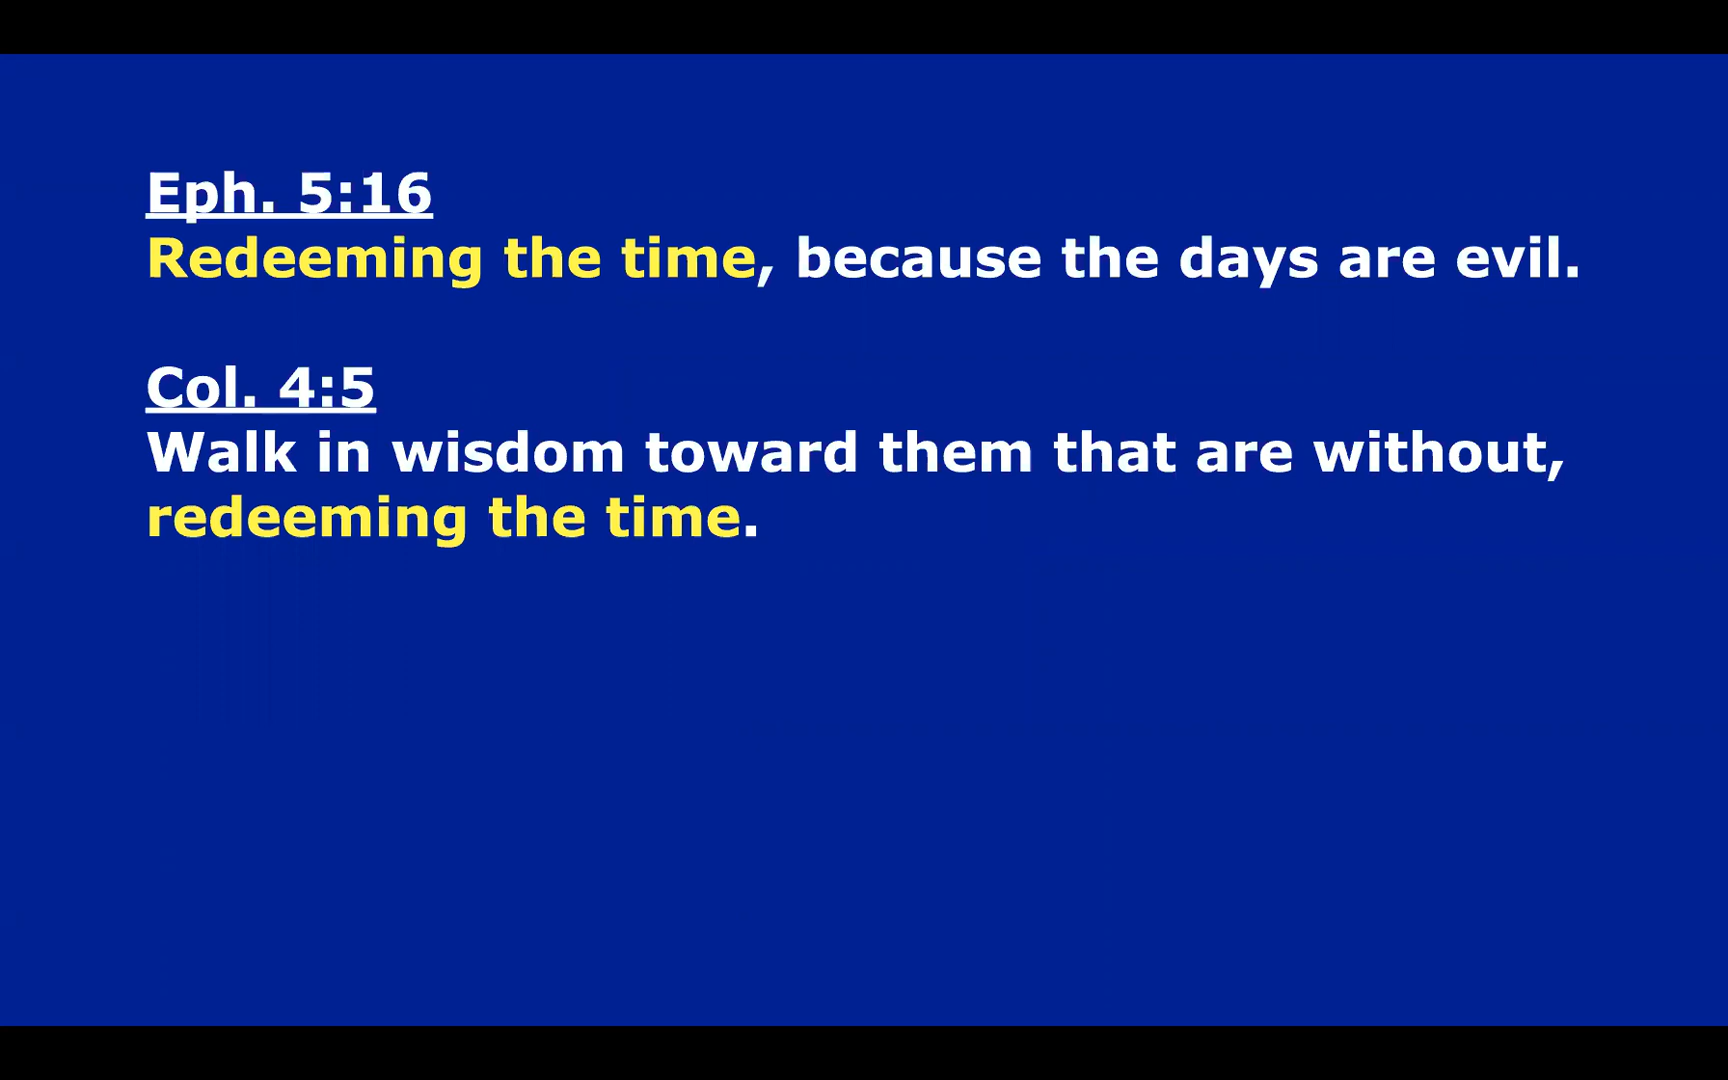 Eph. 5:16
Redeeming the time, because the days are evil.
Col. 4:5
Walk in wisdom toward them that are without,
redeeming the time.